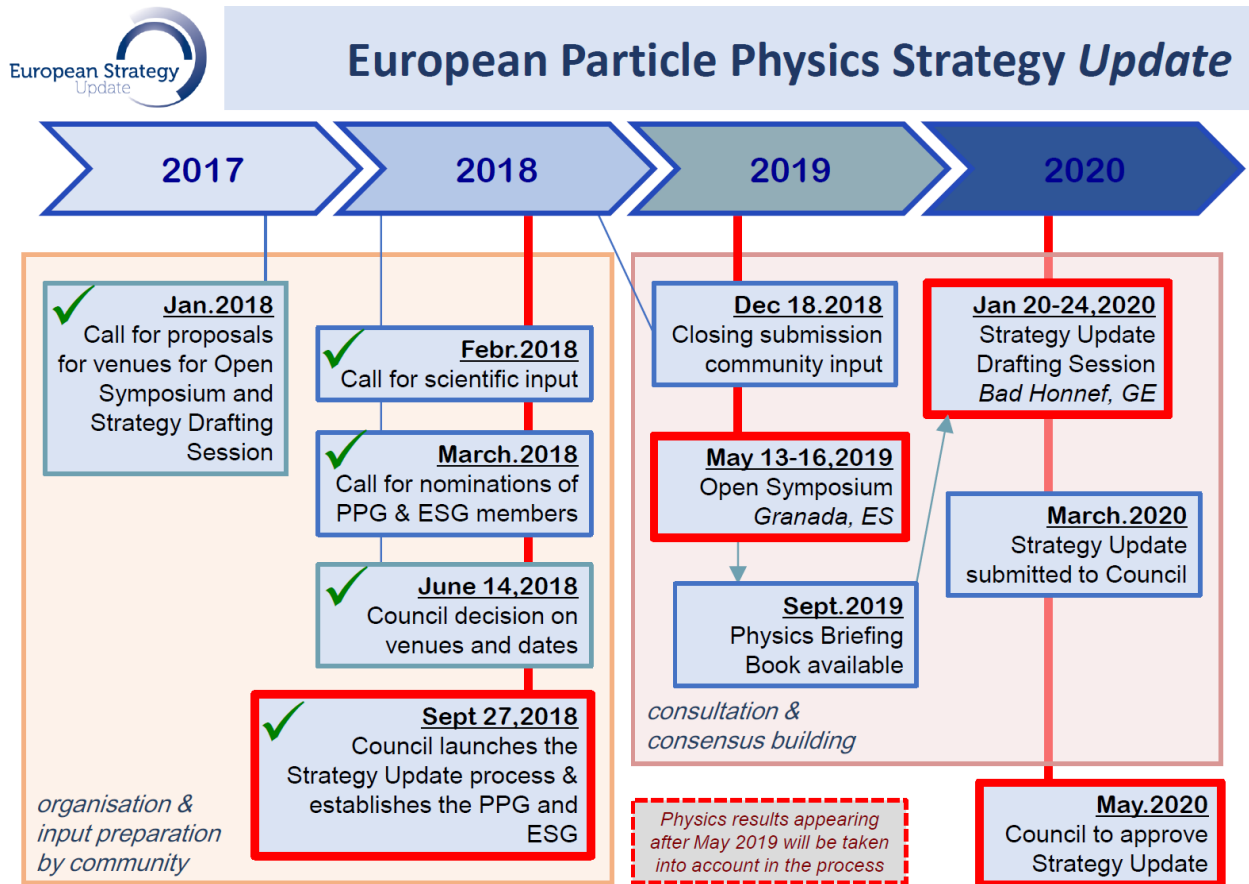 European Strategy
Update
European Particle Physics Strategy Update
2017
2018
2019
2020
Jan.2018
Call for proposals
for venues for Open
Symposium and
Strategy Drafting
Session
Febr.2018
Call for scientific input
March.2018
Call for nominations of
PPG & ESG members
June 14,2018
Council decision on
venues and dates
Sept 27,2018
Council launches the
Strategy Update process &
establishes the PPG and
ESG
organisation &
input preparation
by community
Dec 18.2018
Closing submission
community input
May 13-16,2019
Open Symposium
Granada, ES
Sept.2019
Physics Briefing
Book available
Jan 20-24,2020
Strategy Update
Drafting Session
Bad Honnef, GE
March.2020
Strategy Update
submitted to Council
consultation &
consensus building
Physics results appearing
after May 2019 will be taken
into account in the process
May.2020
Council to approve
Strategy Update